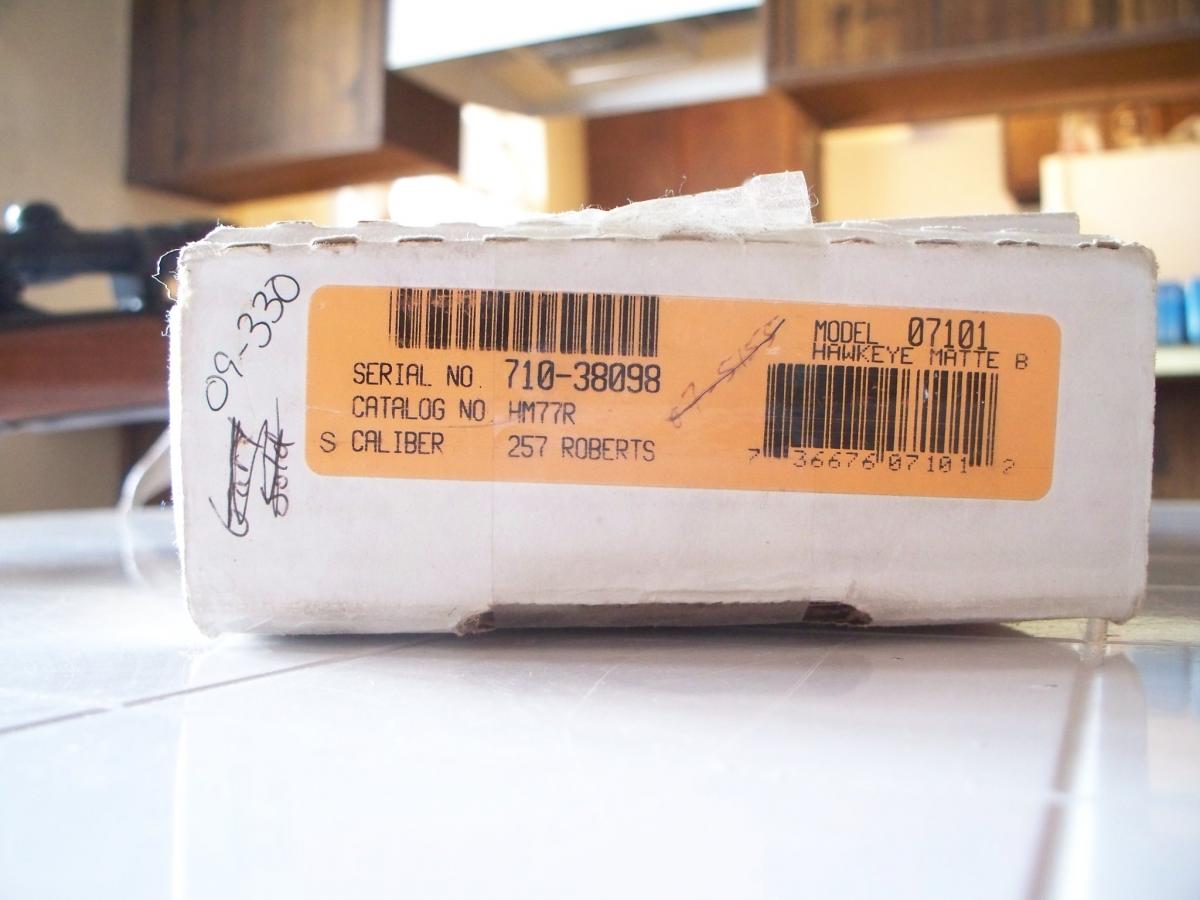 09-330
SERIAL NO. 710-38098
CATALOG NO HM77R
S CALIBER 257 ROBERTS
MODEL 07101
HAWKEYE MATTE B
7 36676 07101 2